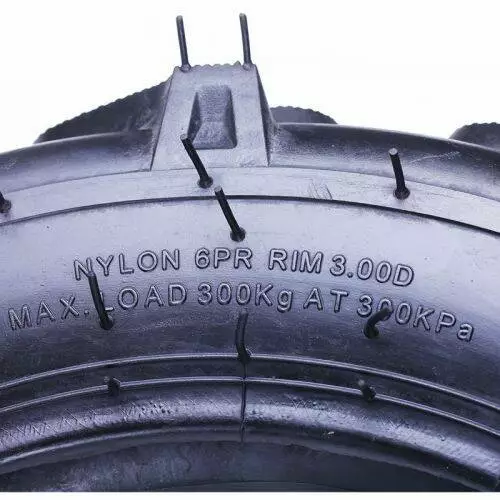 NYLON 6PR RIM 3.00D
MAX. LOAD 300Kg AT 300KPa